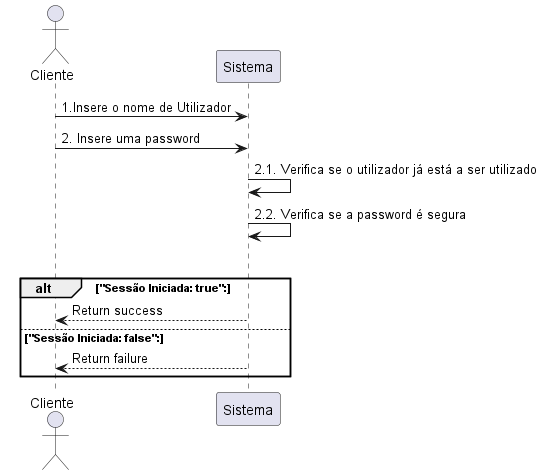 Cliente
Sistema
1.Insere o nome de Utilizador
2. Insere uma password
2.1. Verifica se o utilizador já está a ser utilizado
2.2. Verifica se a password é segura
alt ["Sessão Iniciada: true":]
Return success
["Sessão Iniciada: false":]
Return failure
Cliente
Sistema